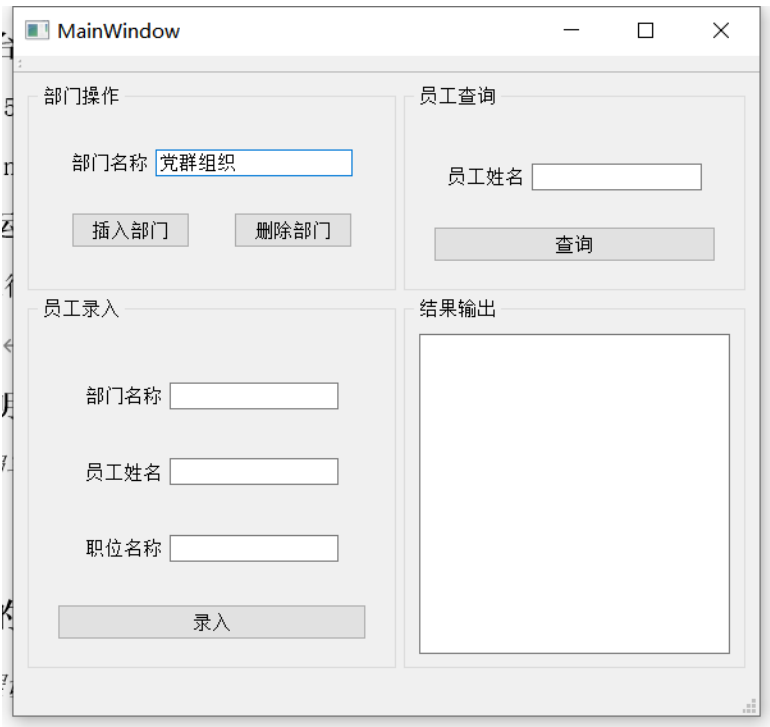 MainWindow
部门操作
部门名称 党群组织
插入部门 删除部门
员工查询
员工姓名
查询
员工录入
部门名称
员工姓名
职位名称
录入
结果输出